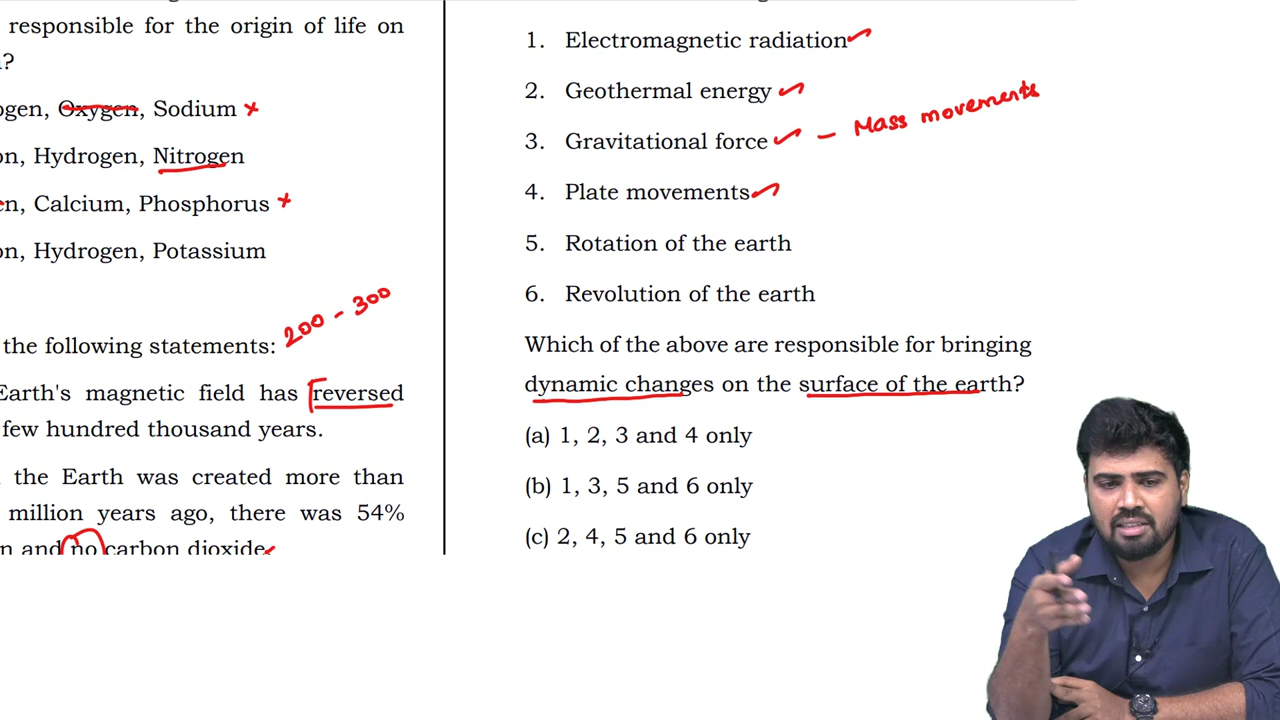 responsible for the origin of life on
?
ogen, Oxygen, Sodium ×
on, Hydrogen, Nitrogen
en, Calcium, Phosphorus ×
on, Hydrogen, Potassium
200 - 300
the following statements:
Earth's magnetic field has reversed
few hundred thousand years.
the Earth was created more than
million years ago, there was 54%
n and no carbon dioxide.
1. Electromagnetic radiation
2. Geothermal energy
3. Gravitational force – Mass movements
4. Plate movements
5. Rotation of the earth
6. Revolution of the earth
Which of the above are responsible for bringing
dynamic changes on the surface of the earth?
(a) 1, 2, 3 and 4 only
(b) 1, 3, 5 and 6 only
(c) 2, 4, 5 and 6 only